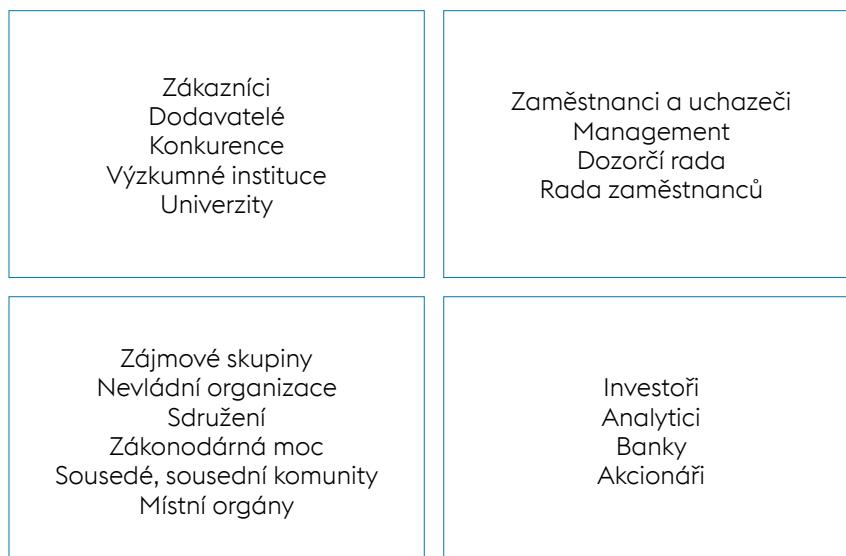 Zákazníci
Dodavatelé
Konkurence
Výzkumné instituce
Univerzity
Zaměstnanci a uchazeči
Management
Dozorčí rada
Rada zaměstnanců
Zájmové skupiny
Nevládní organizace
Sdružení
Zákonodárná moc
Sousedé, sousední komunity
Místní orgány
Investoři
Analytici
Banky
Akcionáři